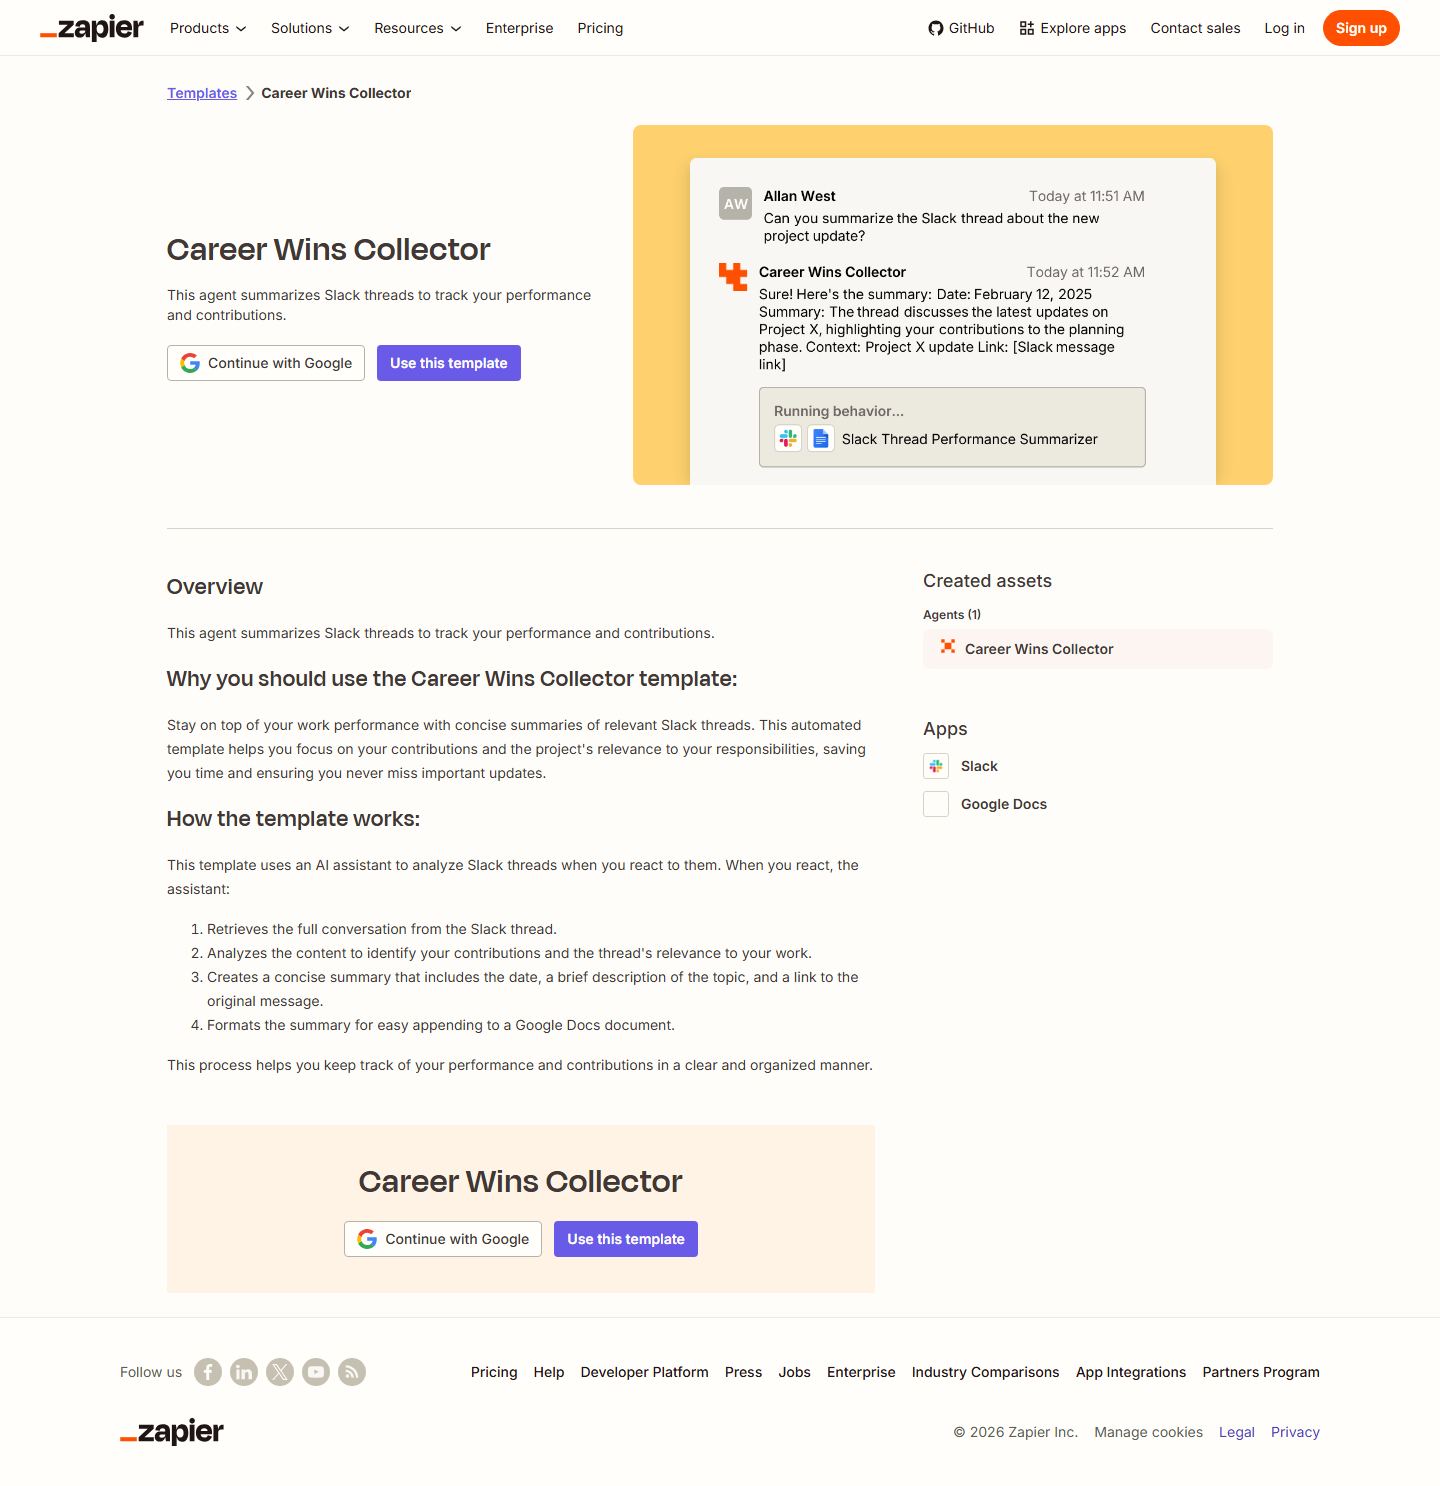 zapier
Products
Solutions
Resources
Enterprise
Pricing
GitHub
Explore apps
Contact sales
Log in
Sign up
Templates
Career Wins Collector
Career Wins Collector
This agent summarizes Slack threads to track your performance
and contributions.
Continue with Google
Use this template
AW
Allan West
Today at 11:51 AM
Can you summarize the Slack thread about the new
project update?
Career Wins Collector
Today at 11:52 AM
Sure! Here's the summary: Date: February 12, 2025
Summary: The thread discusses the latest updates on
Project X, highlighting your contributions to the planning
phase. Context: Project X update Link: [Slack message
link]
Running behavior...
Slack Thread Performance Summarizer
Overview
This agent summarizes Slack threads to track your performance and contributions.
Why you should use the Career Wins Collector template:
Stay on top of your work performance with concise summaries of relevant Slack threads. This automated
template helps you focus on your contributions and the project's relevance to your responsibilities, saving
you time and ensuring you never miss important updates.
How the template works:
This template uses an AI assistant to analyze Slack threads when you react to them. When you react, the
assistant:
1. Retrieves the full conversation from the Slack thread.
2. Analyzes the content to identify your contributions and the thread's relevance to your work.
3. Creates a concise summary that includes the date, a brief description of the topic, and a link to the
original message.
4. Formats the summary for easy appending to a Google Docs document.
This process helps you keep track of your performance and contributions in a clear and organized manner.
Created assets
Agents (1)
Career Wins Collector
Apps
Slack
Google Docs
Career Wins Collector
Continue with Google
Use this template
Follow us
Pricing
Help
Developer Platform
Press
Jobs
Enterprise
Industry Comparisons
App Integrations
Partners Program
zapier
© 2026 Zapier Inc.
Manage cookies
Legal
Privacy